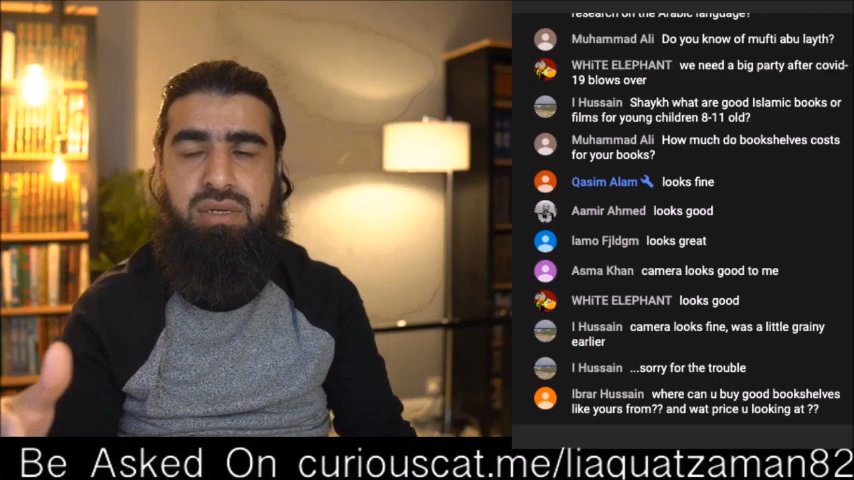 research on the Arabic language?
Muhammad Ali Do you know of mufti abu layth?
WHiTE ELEPHANT we need a big party after covid-
19 blows over
I Hussain Shaykh what are good Islamic books or
films for young children 8-11 old?
Muhammad Ali How much do bookshelves costs
for your books?
Qasim Alam looks fine
Aamir Ahmed looks good
Iamo Fjldgm looks great
Asma Khan camera looks good to me
WHiTE ELEPHANT looks good
I Hussain camera looks fine, was a little grainy
earlier
I Hussain ...sorry for the trouble
Ibrar Hussain where can u buy good bookshelves
like yours from?? and wat price u looking at ??
Be Asked On curiouscat.me/liaquatzaman82